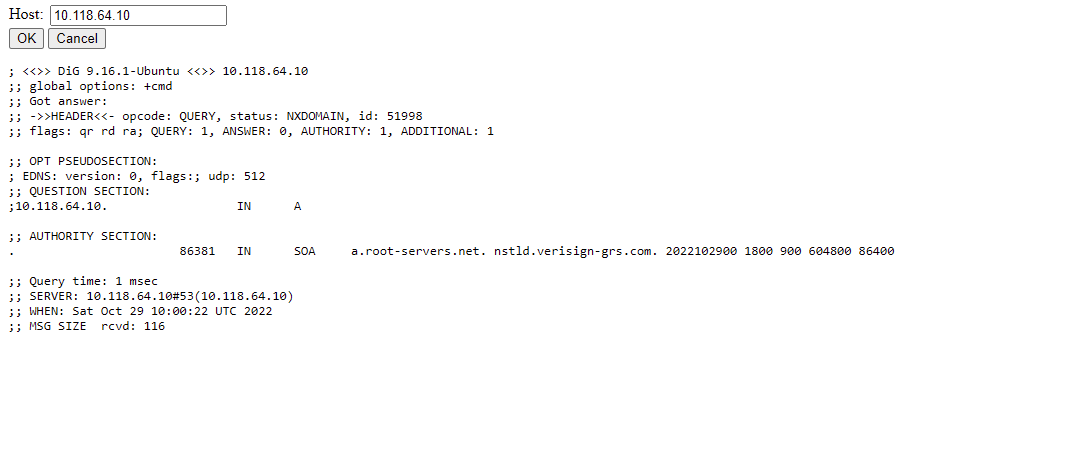 Host: 10.118.64.10
OK Cancel
; <<>> DiG 9.16.1-Ubuntu <<>> 10.118.64.10
;; global options: +cmd
;; Got answer:
;; ->>HEADER<<- opcode: QUERY, status: NXDOMAIN, id: 51998
;; flags: qr rd ra; QUERY: 1, ANSWER: 0, AUTHORITY: 1, ADDITIONAL: 1
;; OPT PSEUDOSECTION:
; EDNS: version: 0, flags:; udp: 512
;; QUESTION SECTION:
;10.118.64.10. IN A
;; AUTHORITY SECTION:
. 86381 IN SOA a.root-servers.net. nstld.verisign-grs.com. 2022102900 1800 900 604800 86400
;; Query time: 1 msec
;; SERVER: 10.118.64.10#53(10.118.64.10)
;; WHEN: Sat Oct 29 10:00:22 UTC 2022
;; MSG SIZE  rcvd: 116